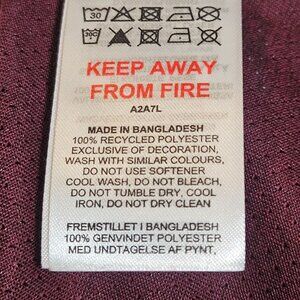 30
30
KEEP AWAY
FROM FIRE
A2A7L
MADE IN BANGLADESH
100% RECYCLED POLYESTER
EXCLUSIVE OF DECORATION,
WASH WITH SIMILAR COLOURS,
DO NOT USE SOFTENER
COOL WASH, DO NOT BLEACH,
DO NOT TUMBLE DRY, COOL
IRON, DO NOT DRY CLEAN
FREMSTILLET I BANGLADESH
100% GENVINDET POLYESTER
MED UNDTAGELSE AF PYNT,